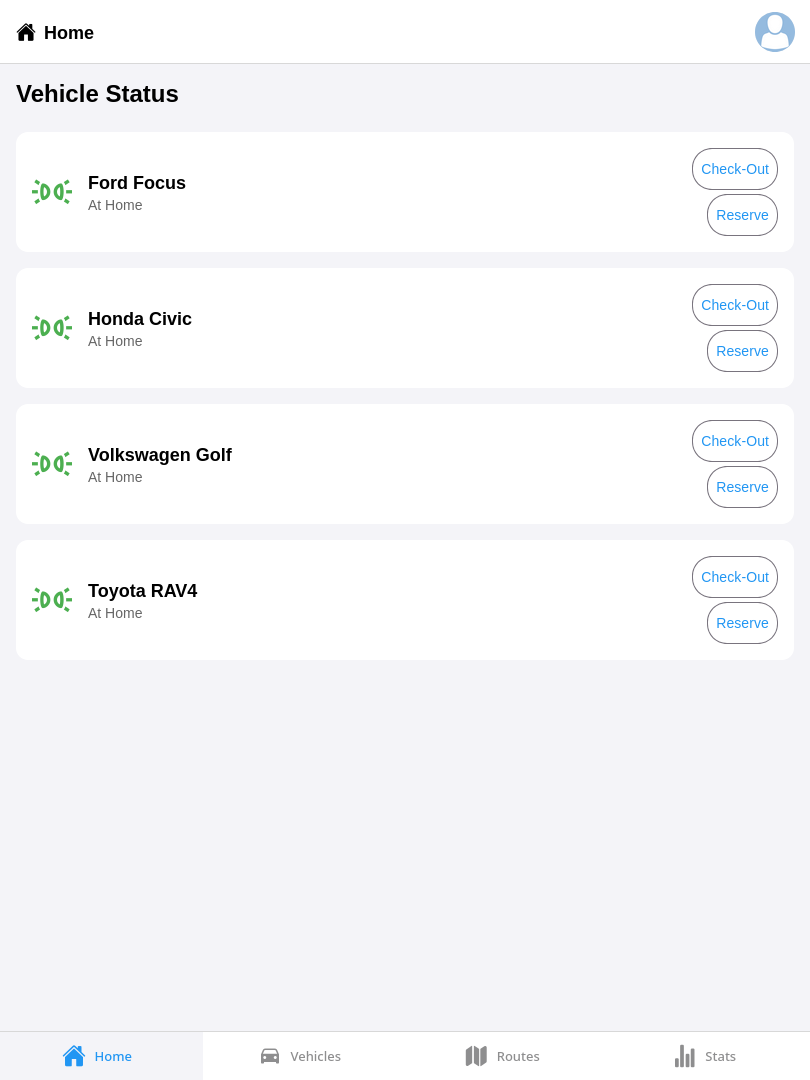 Home
Vehicle Status
Ford Focus
At Home
Check-Out
Reserve
Honda Civic
At Home
Check-Out
Reserve
Volkswagen Golf
At Home
Check-Out
Reserve
Toyota RAV4
At Home
Check-Out
Reserve
Home
Vehicles
Routes
Stats